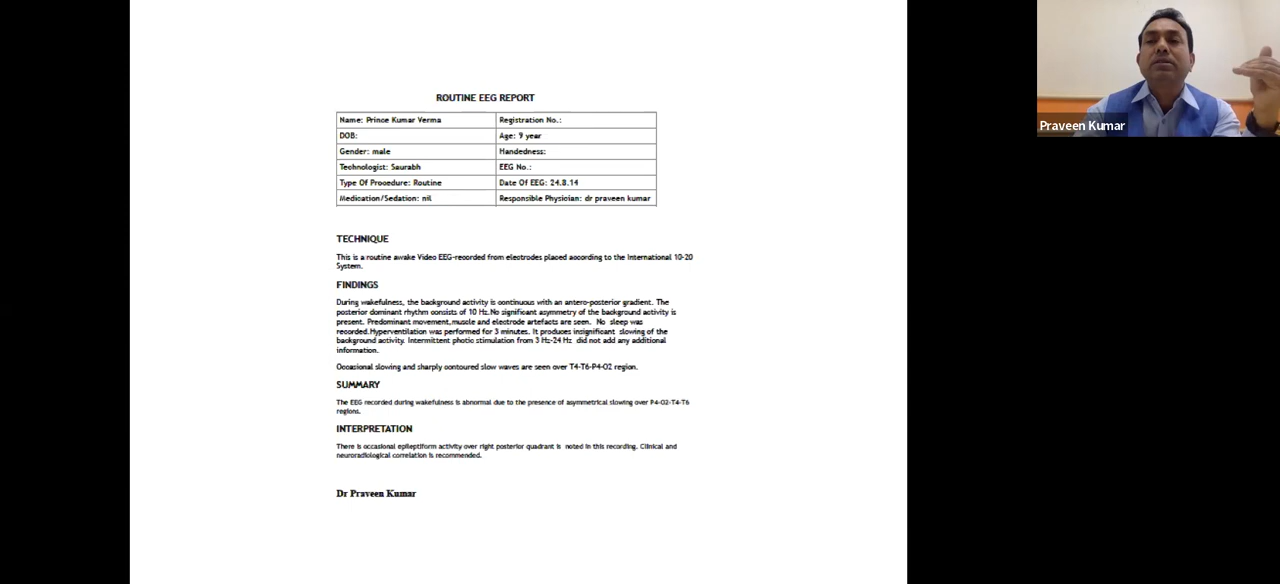 ROUTINE EEG REPORT
Name: Prince Kumar Verma
Registration No.:
DOB:
Age: 9 year
Gender: male
Handedness:
Technologist: Saurabh
EEG No.:
Type Of Procedure: Routine
Date Of EEG: 24.8.14
Medication/Sedation: nil
Responsible Physician: dr praveen kumar
TECHNIQUE
This is a routine awake Video EEG-recorded from electrodes placed according to the International 10-20
System.
FINDINGS
During wakefulness, the background activity is continuous with an antero-posterior gradient. The
posterior dominant rhythm consists of 10 Hz.No significant asymmetry of the background activity is
present. Predominant movement,muscle and electrode artefacts are seen. No sleep was
recorded.Hyperventilation was performed for 3 minutes. It produces insignificant slowing of the
background activity. Intermittent photic stimulation from 3 Hz-24 Hz did not add any additional
information.
Occasional slowing and sharply contoured slow waves are seen over T4-T6-P4-O2 region.
SUMMARY
The EEG recorded during wakefulness is abnormal due to the presence of asymmetrical slowing over P4-O2-T4-T6
regions.
INTERPRETATION
There is occasional epileptiform activity over right posterior quadrant is noted in this recording. Clinical and
neuroradiological correlation is recommended.
Dr Praveen Kumar
Praveen Kumar